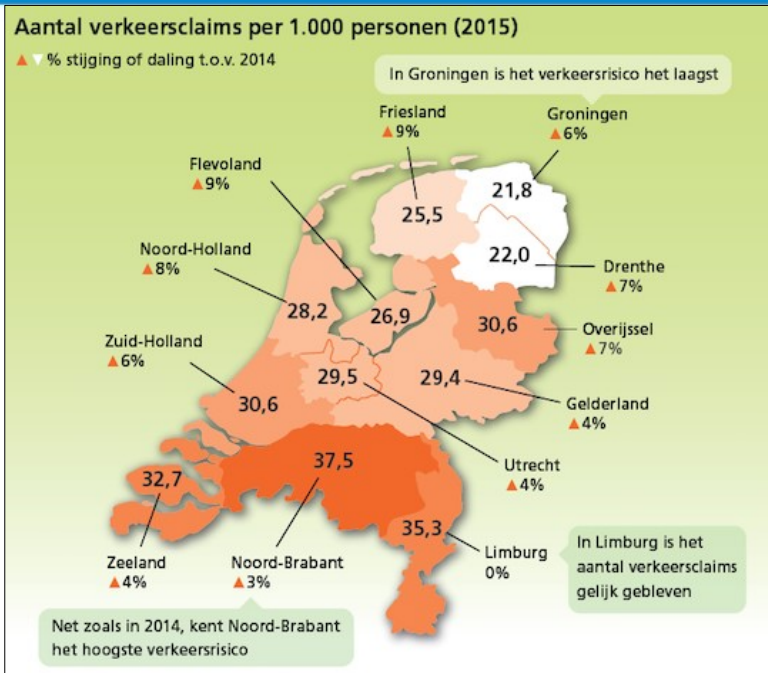 Aantal verkeersclaims per 1.000 personen (2015)
▲▼% stijging of daling t.o.v. 2014
In Groningen is het verkeersrisico het laagst
Friesland
▲9%
Groningen
▲6%
Flevoland
▲9%
21,8
25,5
Noord-Holland
▲8%
22,0
Drenthe
▲7%
28,2
26,9
30,6
Overijssel
▲7%
Zuid-Holland
▲6%
29,5
29,4
30,6
Gelderland
▲4%
37,5
Utrecht
▲4%
32,7
35,3
Zeeland
▲4%
Noord-Brabant
▲3%
Limburg
0%
In Limburg is het
aantal verkeersclaims
gelijk gebleven
Net zoals in 2014, kent Noord-Brabant
het hoogste verkeersrisico